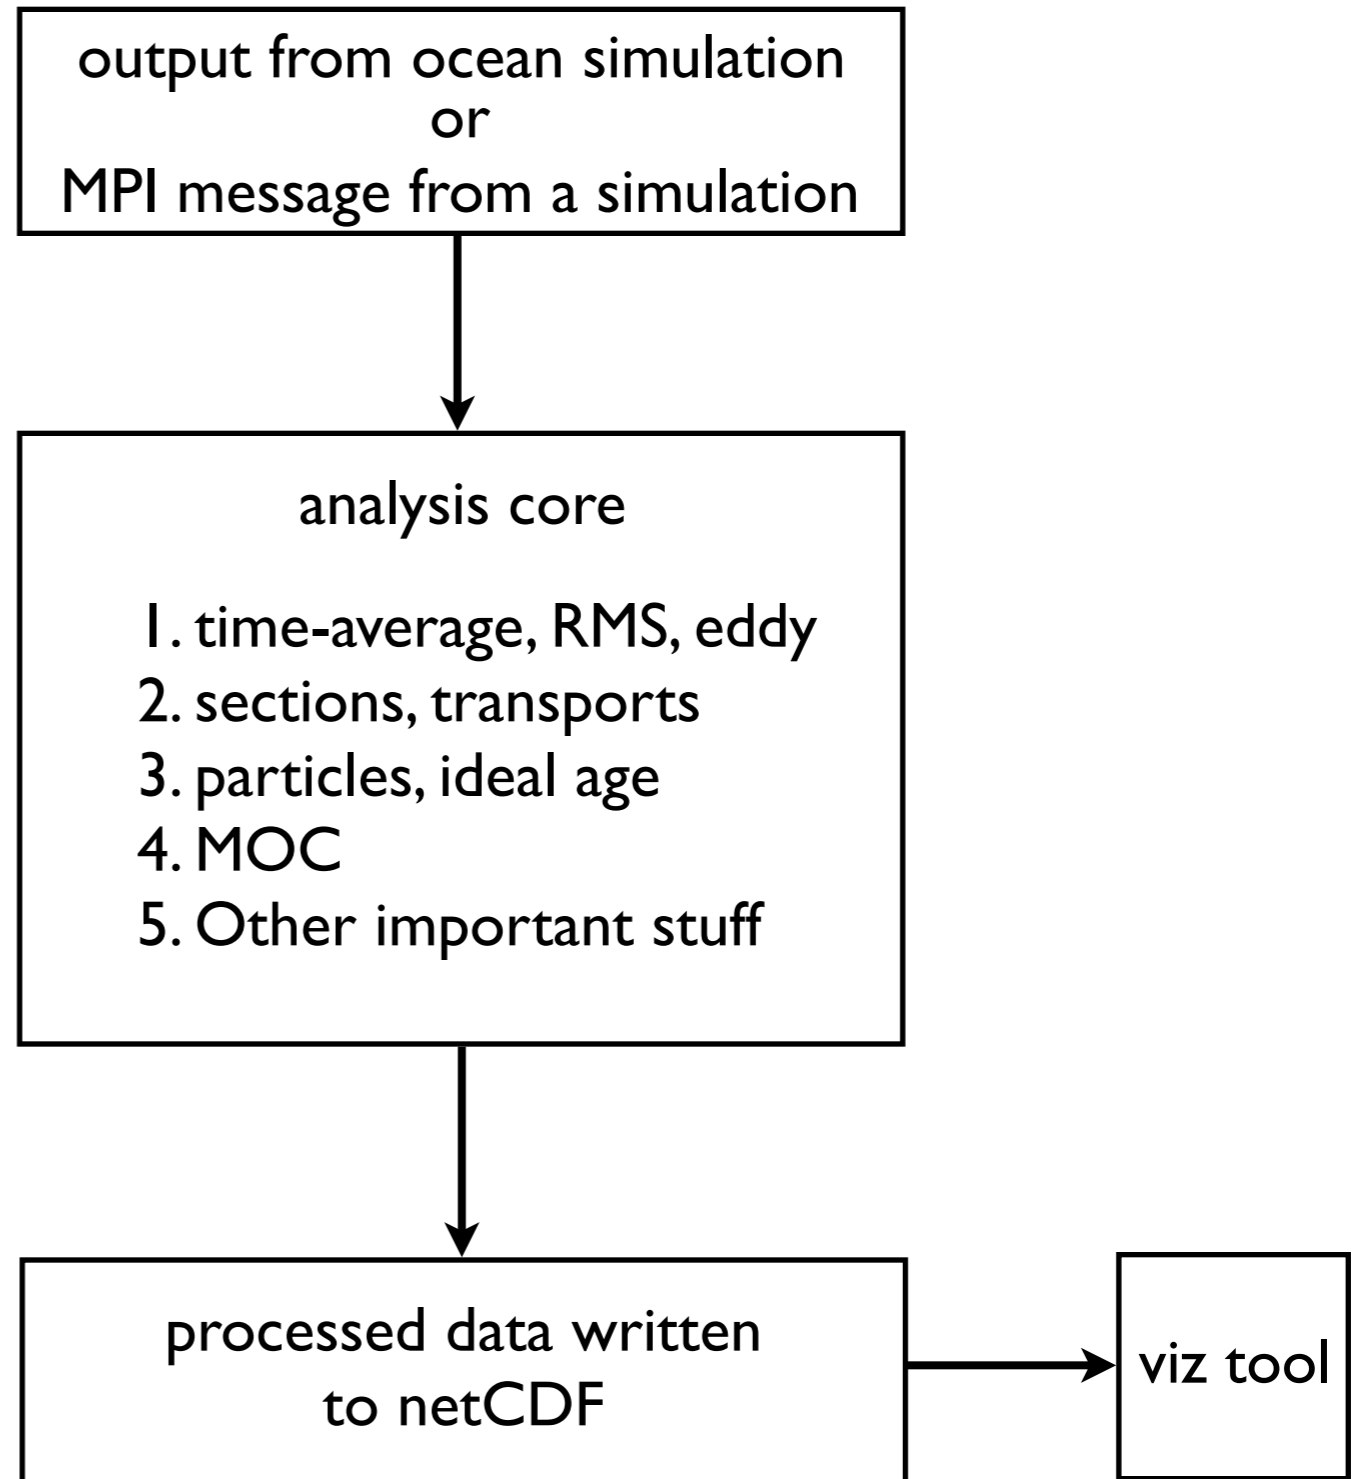 output from ocean simulation
or
MPI message from a simulation
analysis core
1. time-average, RMS, eddy
2. sections, transports
3. particles, ideal age
4. MOC
5. Other important stuff
processed data written
to netCDF
viz tool